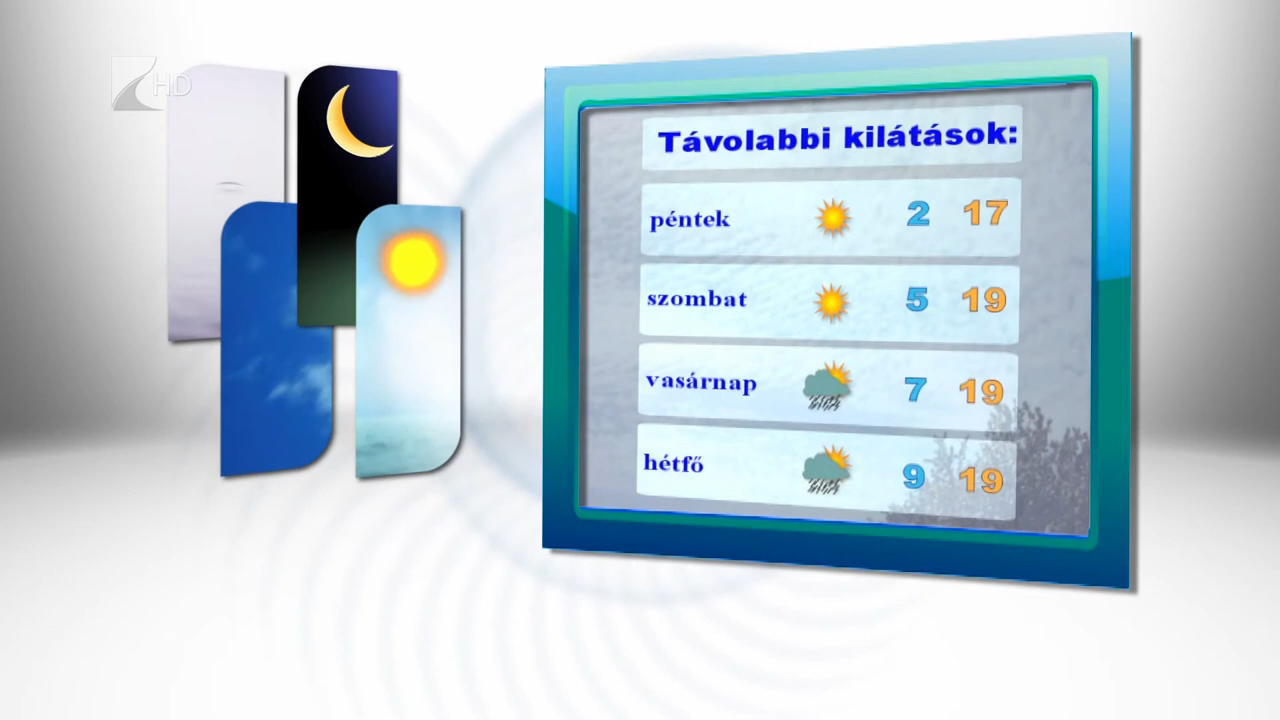 HD
Távolabbi kilátások:
péntek 2 17
szombat 5 19
vasárnap 7 19
hétfő 9 19